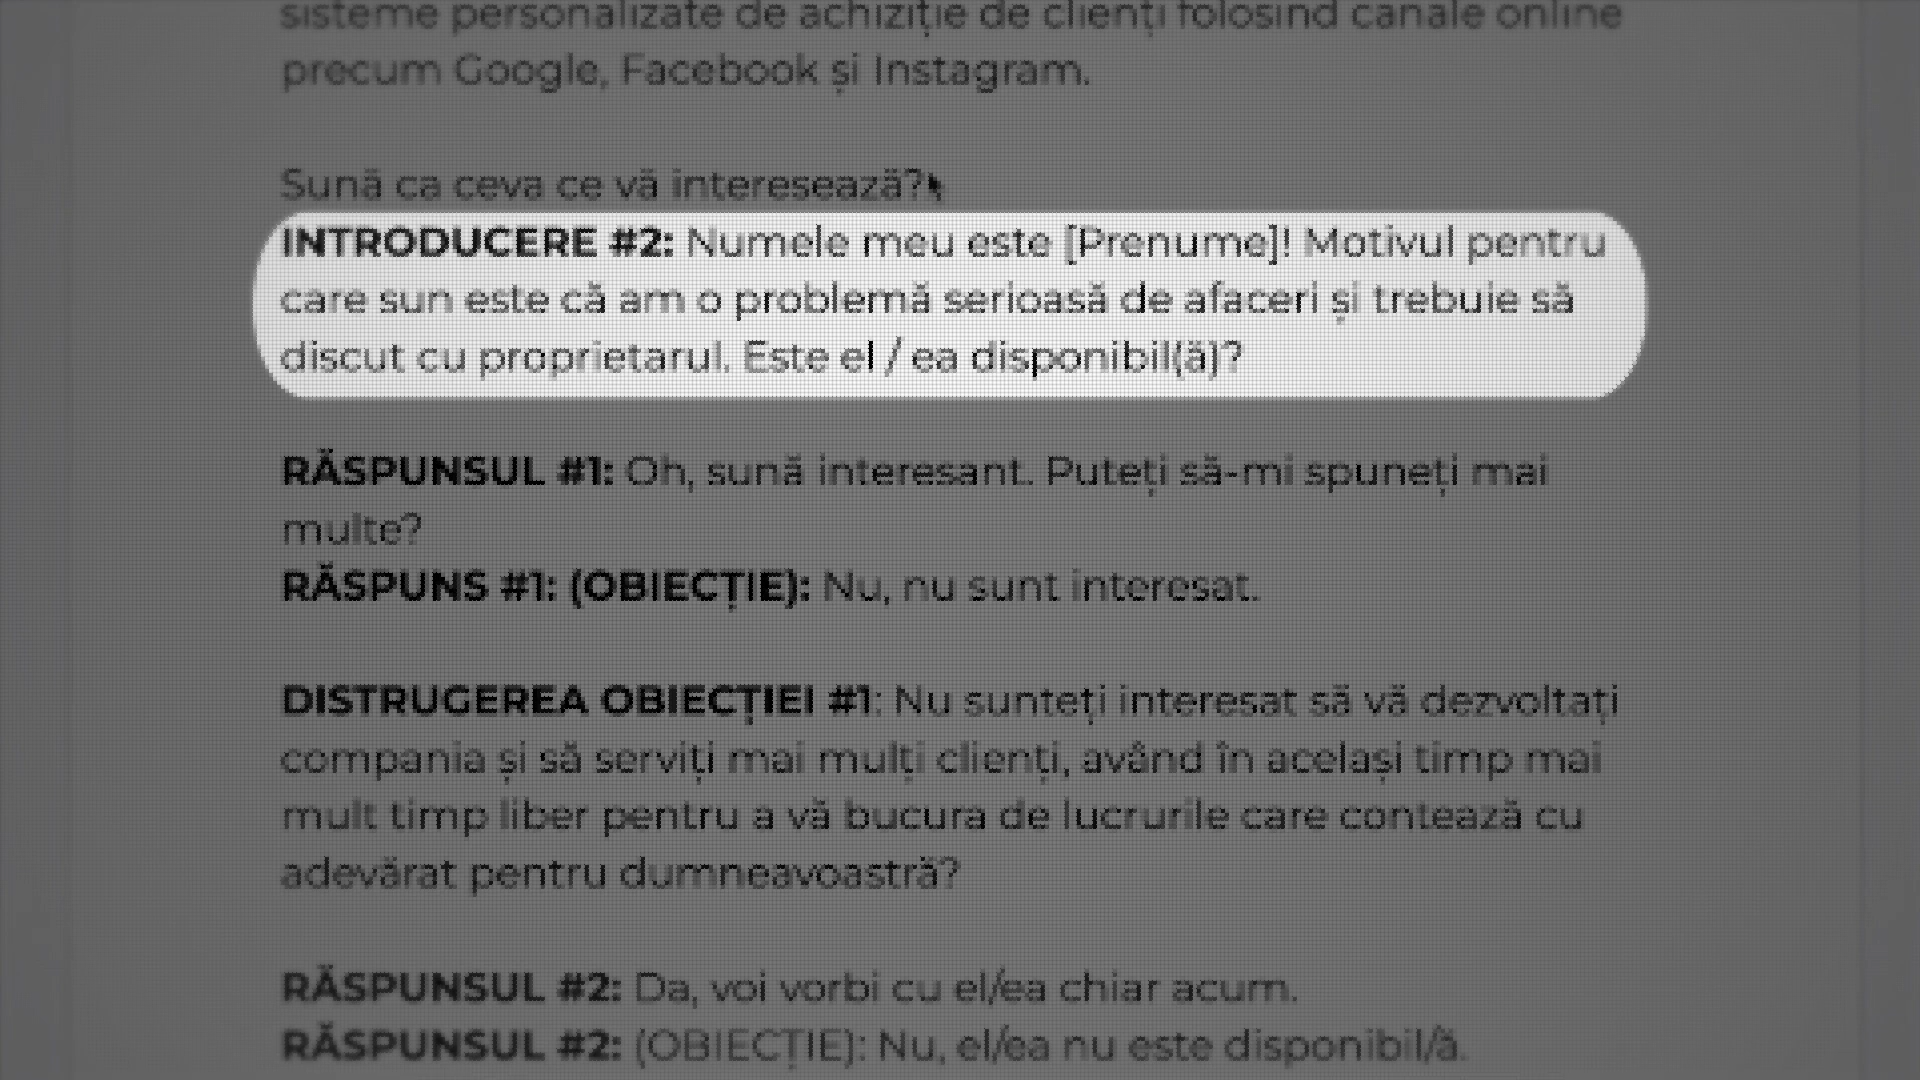 sisteme personalizate de achiziție de clienți folosind canale online
precum Google, Facebook și Instagram.
Sună ca ceva ce vă interesează?
INTRODUCERE #2: Numele meu este [Prenume]! Motivul pentru
care sun este că am o problemă serioasă de afaceri și trebuie să
discut cu proprietarul. Este el / ea disponibil(ă)?
RĂSPUNSUL #1: Oh, sună interesant. Puteți să-mi spuneți mai
multe?
RĂSPUNS #1: (OBIECȚIE): Nu, nu sunt interesat.
DISTRUGEREA OBIECȚIEI #1: Nu sunteți interesat să vă dezvoltați
compania și să serviți mai mulți clienți, având în același timp mai
mult timp liber pentru a vă bucura de lucrurile care contează cu
adevărat pentru dumneavoastră?
RĂSPUNSUL #2: Da, voi vorbi cu el/ea chiar acum.
RĂSPUNSUL #2: (OBIECȚIE): Nu, el/ea nu este disponibil/ă.